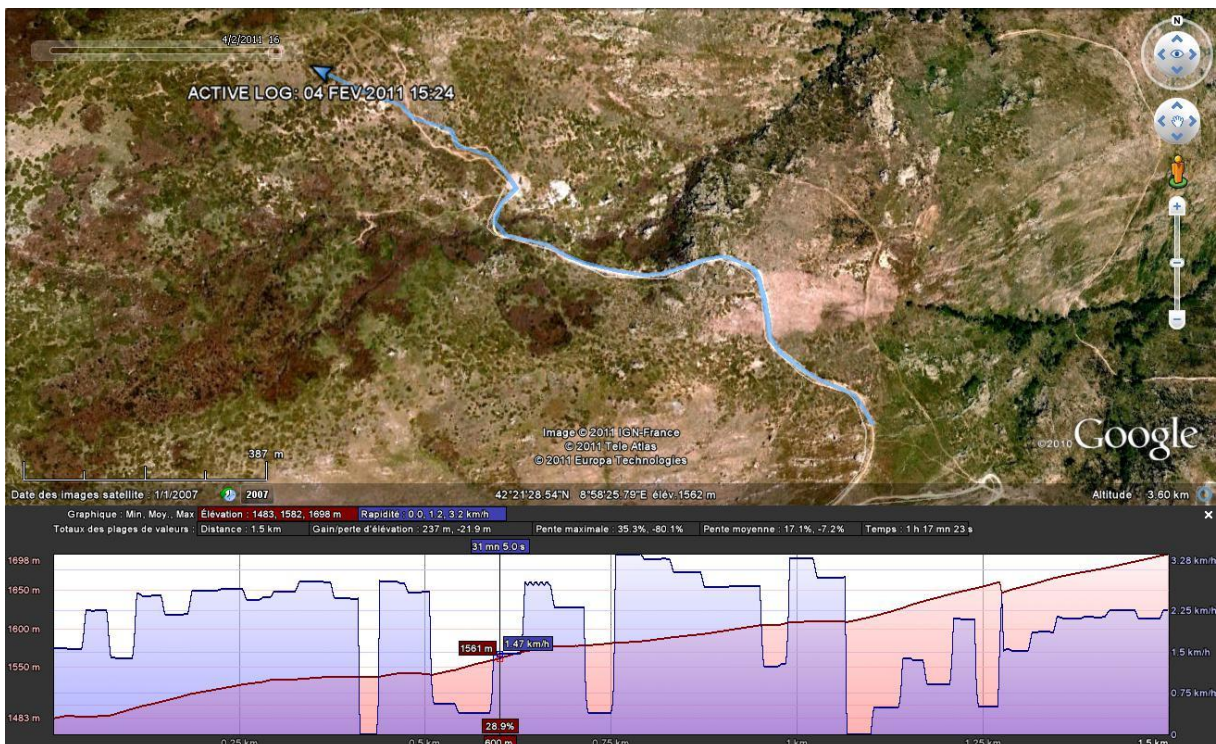 N
4/2/2011 16
ACTIVE LOG: 04 FEV 2011 15:24
387 m
Image © 2011 IGN-France
© 2011 Tele Atlas
© 2011 Europa Technologies
©2010 Google
Date des images satellite : 1/1/2007 2007 42°21'28.54"N 8°58'25.79"E élév. 1562 m Altitude : 3.60 km
Graphique : Min, Moy., Max Élévation : 1483, 1582, 1698 m Rapidité : 0.0, 1.2, 3.2 km/h
Totaux des plages de valeurs : Distance : 1.5 km Gain/perte d'élévation : 237 m, -21.9 m Pente maximale : 35.3%, -80.1% Pente moyenne : 17.1%, -7.2% Temps : 1 h 17 mn 23 s
31 mn 5.0 s
1698 m 3.28 km/h
1650 m
2.25 km/h
1600 m
1561 m 1.47 km/h
1.5 km/h
1550 m
0.75 km/h
1483 m
28.9%
0
0.25 km 0.5 km 600 m 0.75 km 1 km 1.25 km 1.5 km